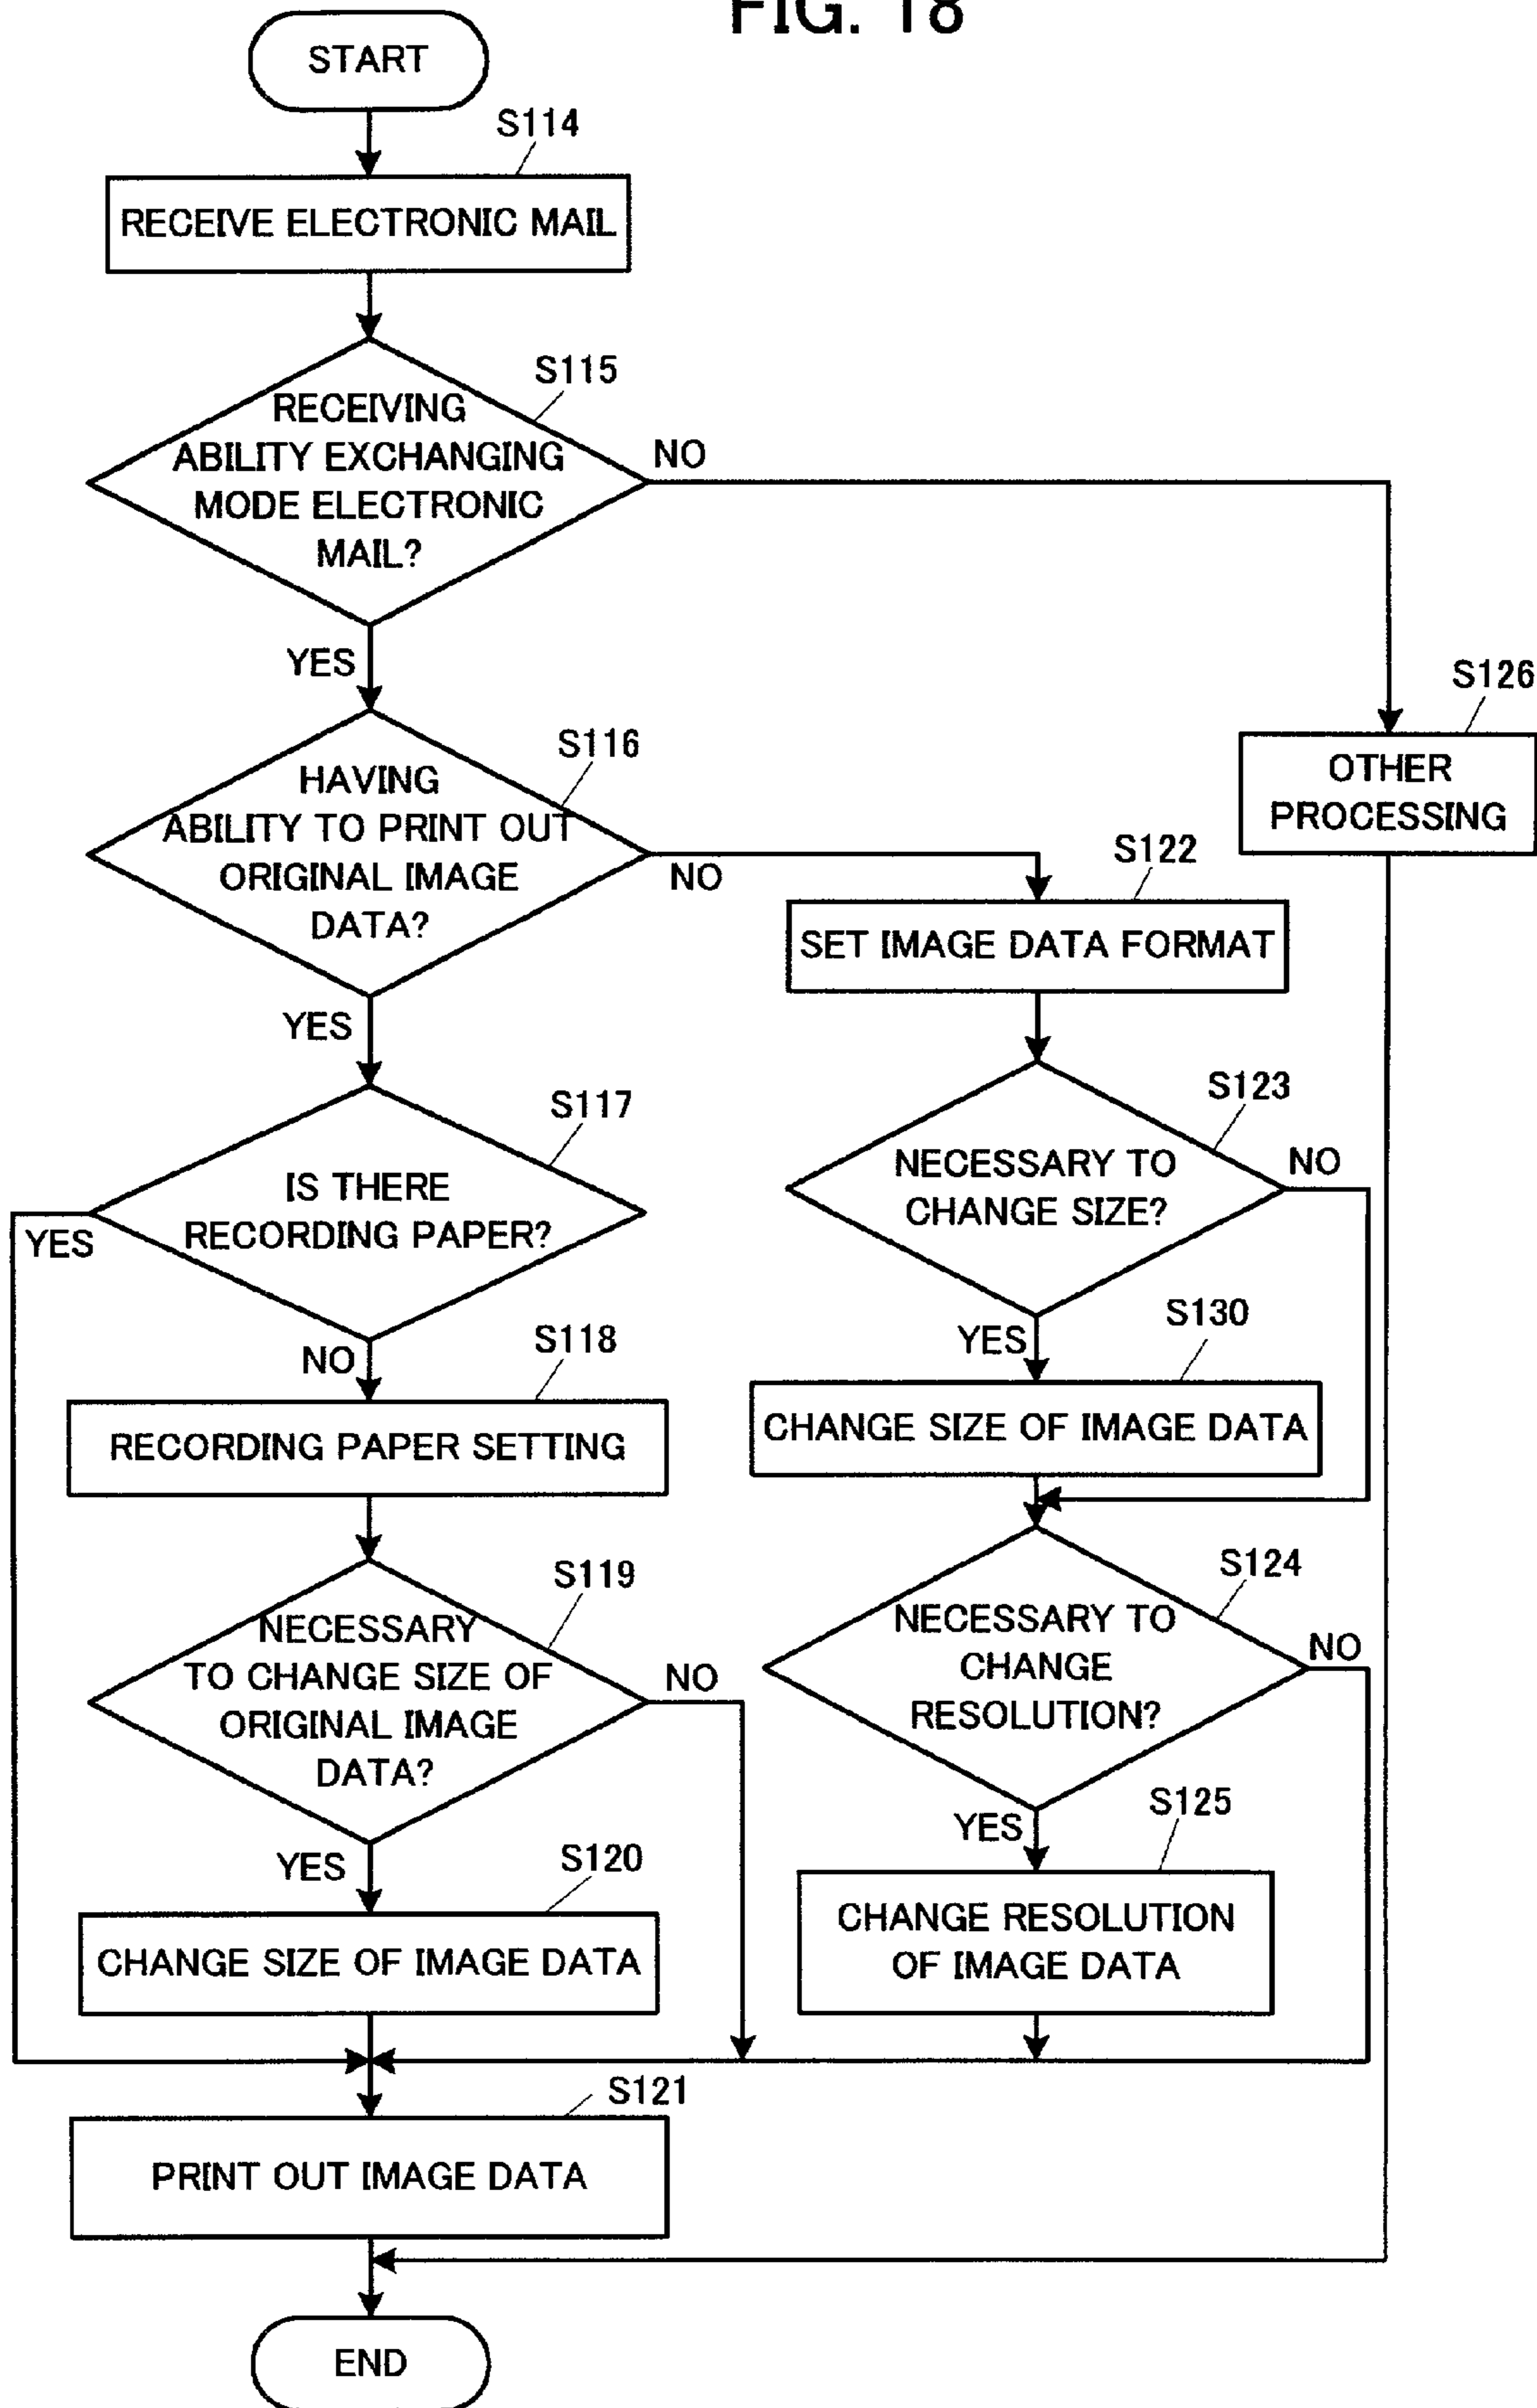 FIG. 18
START
S114
RECEIVE ELECTRONIC MAIL
S115
RECEIVING
ABILITY EXCHANGING
MODE ELECTRONIC
MAIL?
NO
YES
S116
HAVING
ABILITY TO PRINT OUT
ORIGINAL IMAGE
DATA?
NO
YES
S126
OTHER
PROCESSING
S122
SET IMAGE DATA FORMAT
S117
IS THERE
RECORDING PAPER?
YES
NO
S123
NECESSARY TO
CHANGE SIZE?
NO
YES
S118
RECORDING PAPER SETTING
S130
CHANGE SIZE OF IMAGE DATA
S119
NECESSARY
TO CHANGE SIZE OF
ORIGINAL IMAGE
DATA?
NO
YES
S124
NECESSARY TO
CHANGE
RESOLUTION?
NO
YES
S120
CHANGE SIZE OF IMAGE DATA
S125
CHANGE RESOLUTION
OF IMAGE DATA
S121
PRINT OUT IMAGE DATA
END